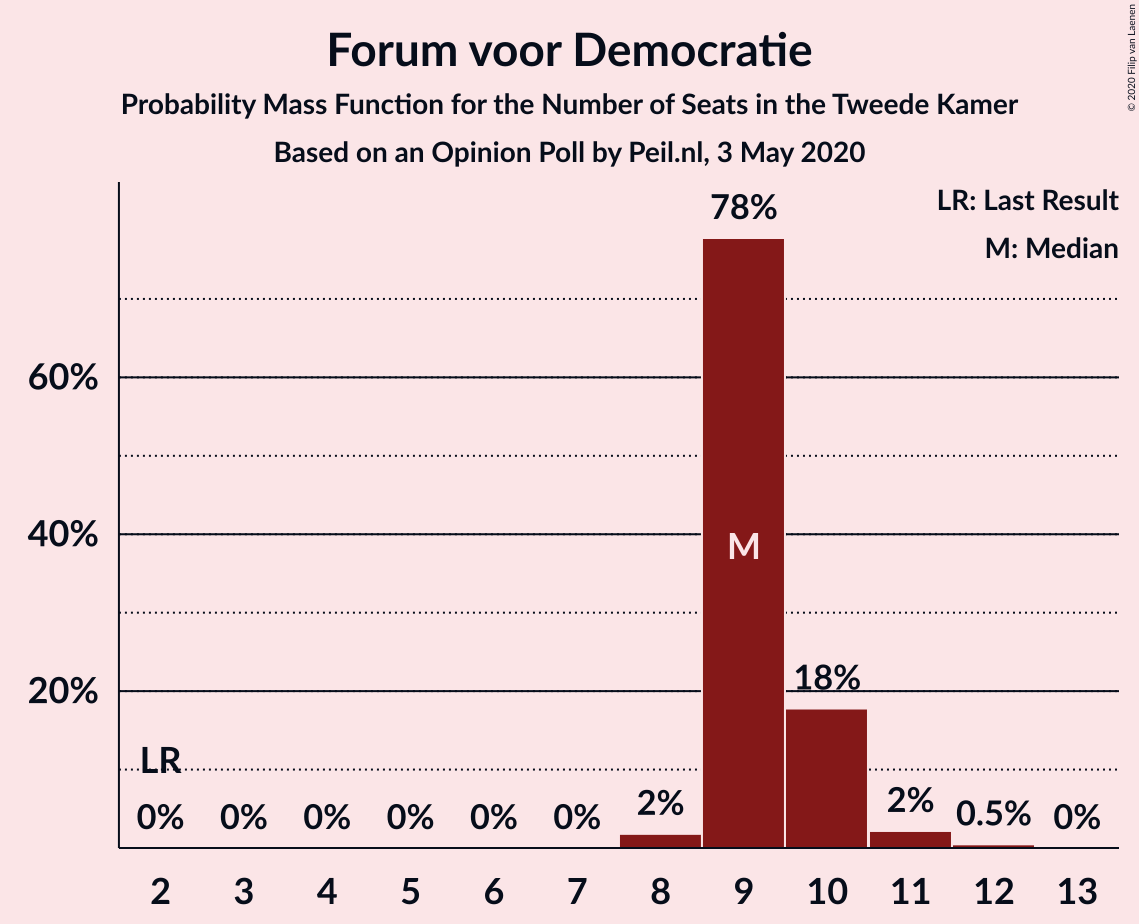 Forum voor Democratie
Probability Mass Function for the Number of Seats in the Tweede Kamer
Based on an Opinion Poll by Peil.nl, 3 May 2020
© 2020 Filip van Laenen
LR: Last Result
M: Median
78%
60%
40%
M
20%
18%
LR
0% 0% 0% 0% 0% 0% 2% 2% 0.5% 0%
2 3 4 5 6 7 8 9 10 11 12 13